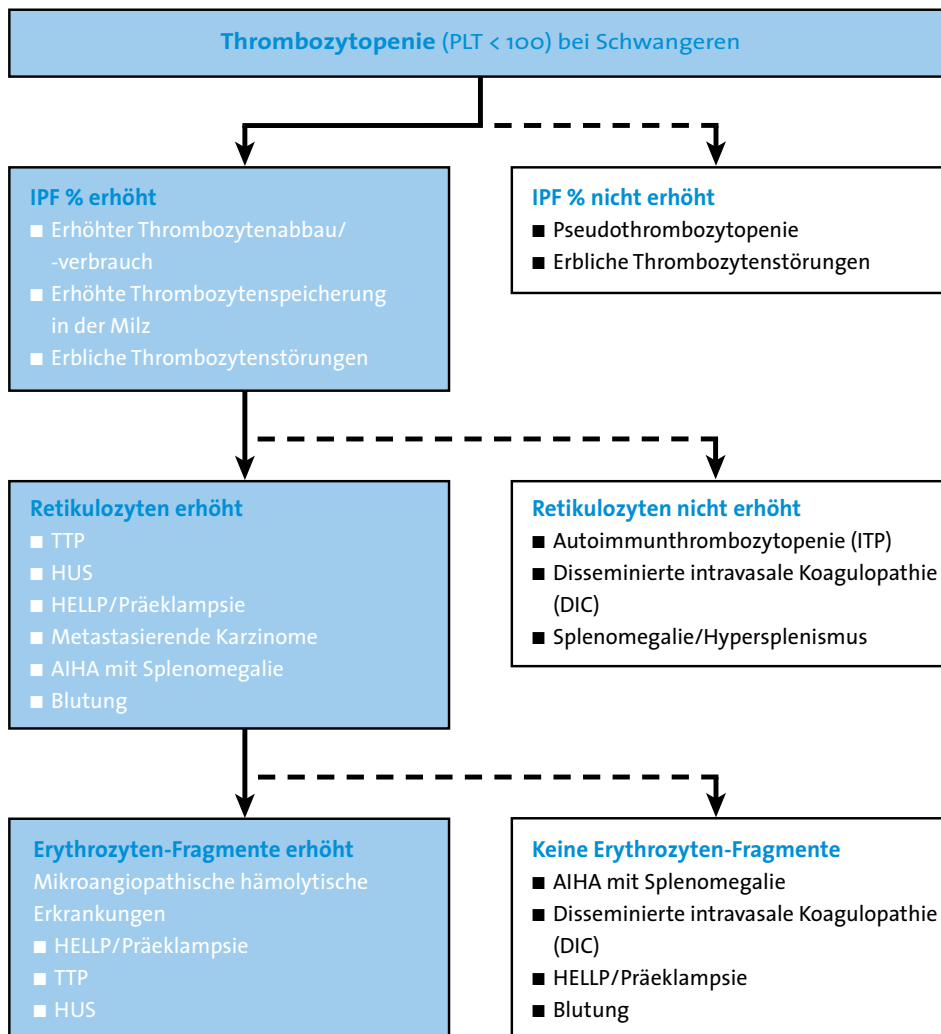 Thrombozytopenie (PLT < 100) bei Schwangeren
IPF % erhöht
■ Erhöhter Thrombozytenabbau/
-verbrauch
■ Erhöhte Thrombozytenspeicherung
in der Milz
■ Erbliche Thrombozytenstörungen
IPF % nicht erhöht
■ Pseudothrombozytopenie
■ Erbliche Thrombozytenstörungen
Retikulozyten erhöht
■ TTP
■ HUS
■ HELLP/Präeklampsie
■ Metastasierende Karzinome
■ AIHA mit Splenomegalie
■ Blutung
Retikulozyten nicht erhöht
■ Autoimmunthrombozytopenie (ITP)
■ Disseminierte intravasale Koagulopathie
(DIC)
■ Splenomegalie/Hypersplenismus
Erythrozyten-Fragmente erhöht
Mikroangiopathische hämolytische
Erkrankungen
■ HELLP/Präeklampsie
■ TTP
■ HUS
Keine Erythrozyten-Fragmente
■ AIHA mit Splenomegalie
■ Disseminierte intravasale Koagulopathie
(DIC)
■ HELLP/Präeklampsie
■ Blutung